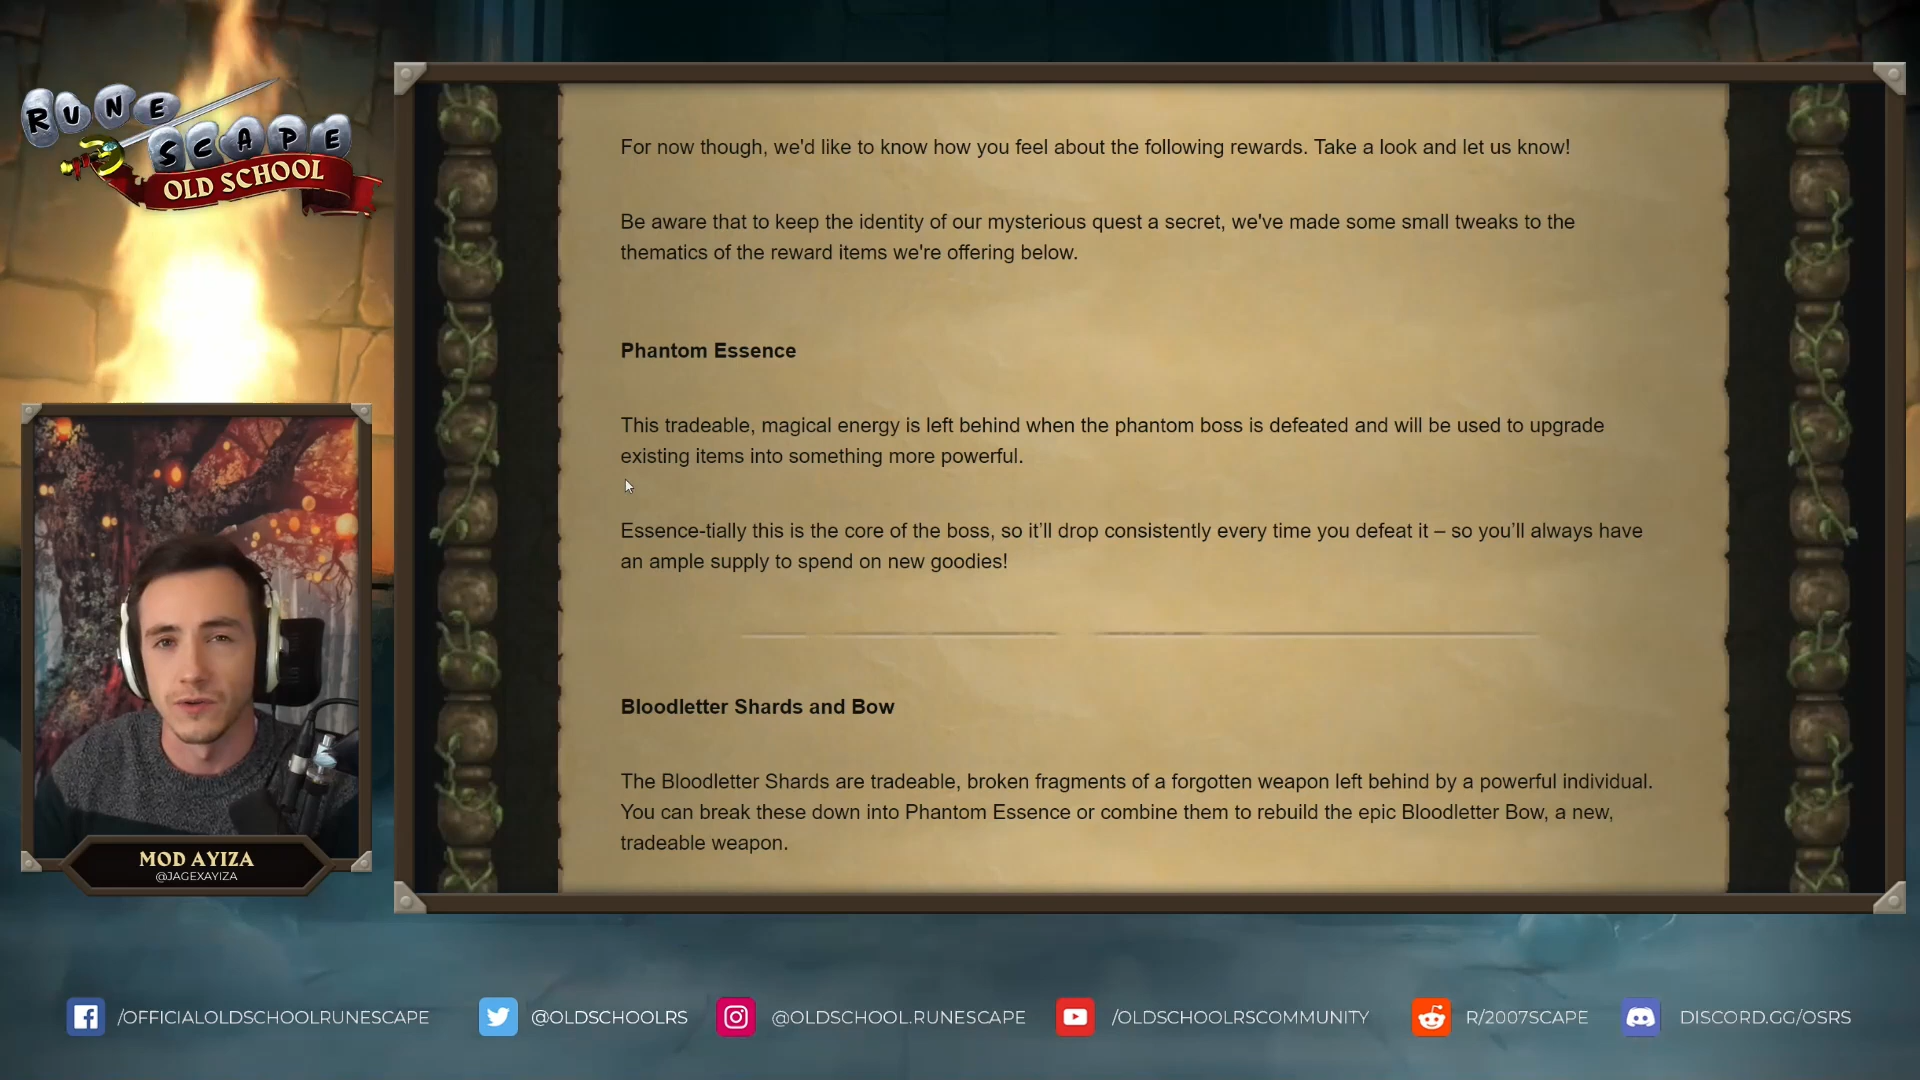 RUNE
SCAPE
OLD SCHOOL
For now though, we'd like to know how you feel about the following rewards. Take a look and let us know!
Be aware that to keep the identity of our mysterious quest a secret, we've made some small tweaks to the
thematics of the reward items we're offering below.
Phantom Essence
This tradeable, magical energy is left behind when the phantom boss is defeated and will be used to upgrade
existing items into something more powerful.
Essence-tially this is the core of the boss, so it’ll drop consistently every time you defeat it – so you’ll always have
an ample supply to spend on new goodies!
Bloodletter Shards and Bow
The Bloodletter Shards are tradeable, broken fragments of a forgotten weapon left behind by a powerful individual.
You can break these down into Phantom Essence or combine them to rebuild the epic Bloodletter Bow, a new,
tradeable weapon.
MOD AYIZA
@JAGEXAYIZA
/OFFICIALOLDSCHOOLRUNESCAPE
@OLDSCHOOLRS
@OLDSCHOOL.RUNESCAPE
/OLDSCHOOLRSCOMMUNITY
R/2007SCAPE
DISCORD.GG/OSRS